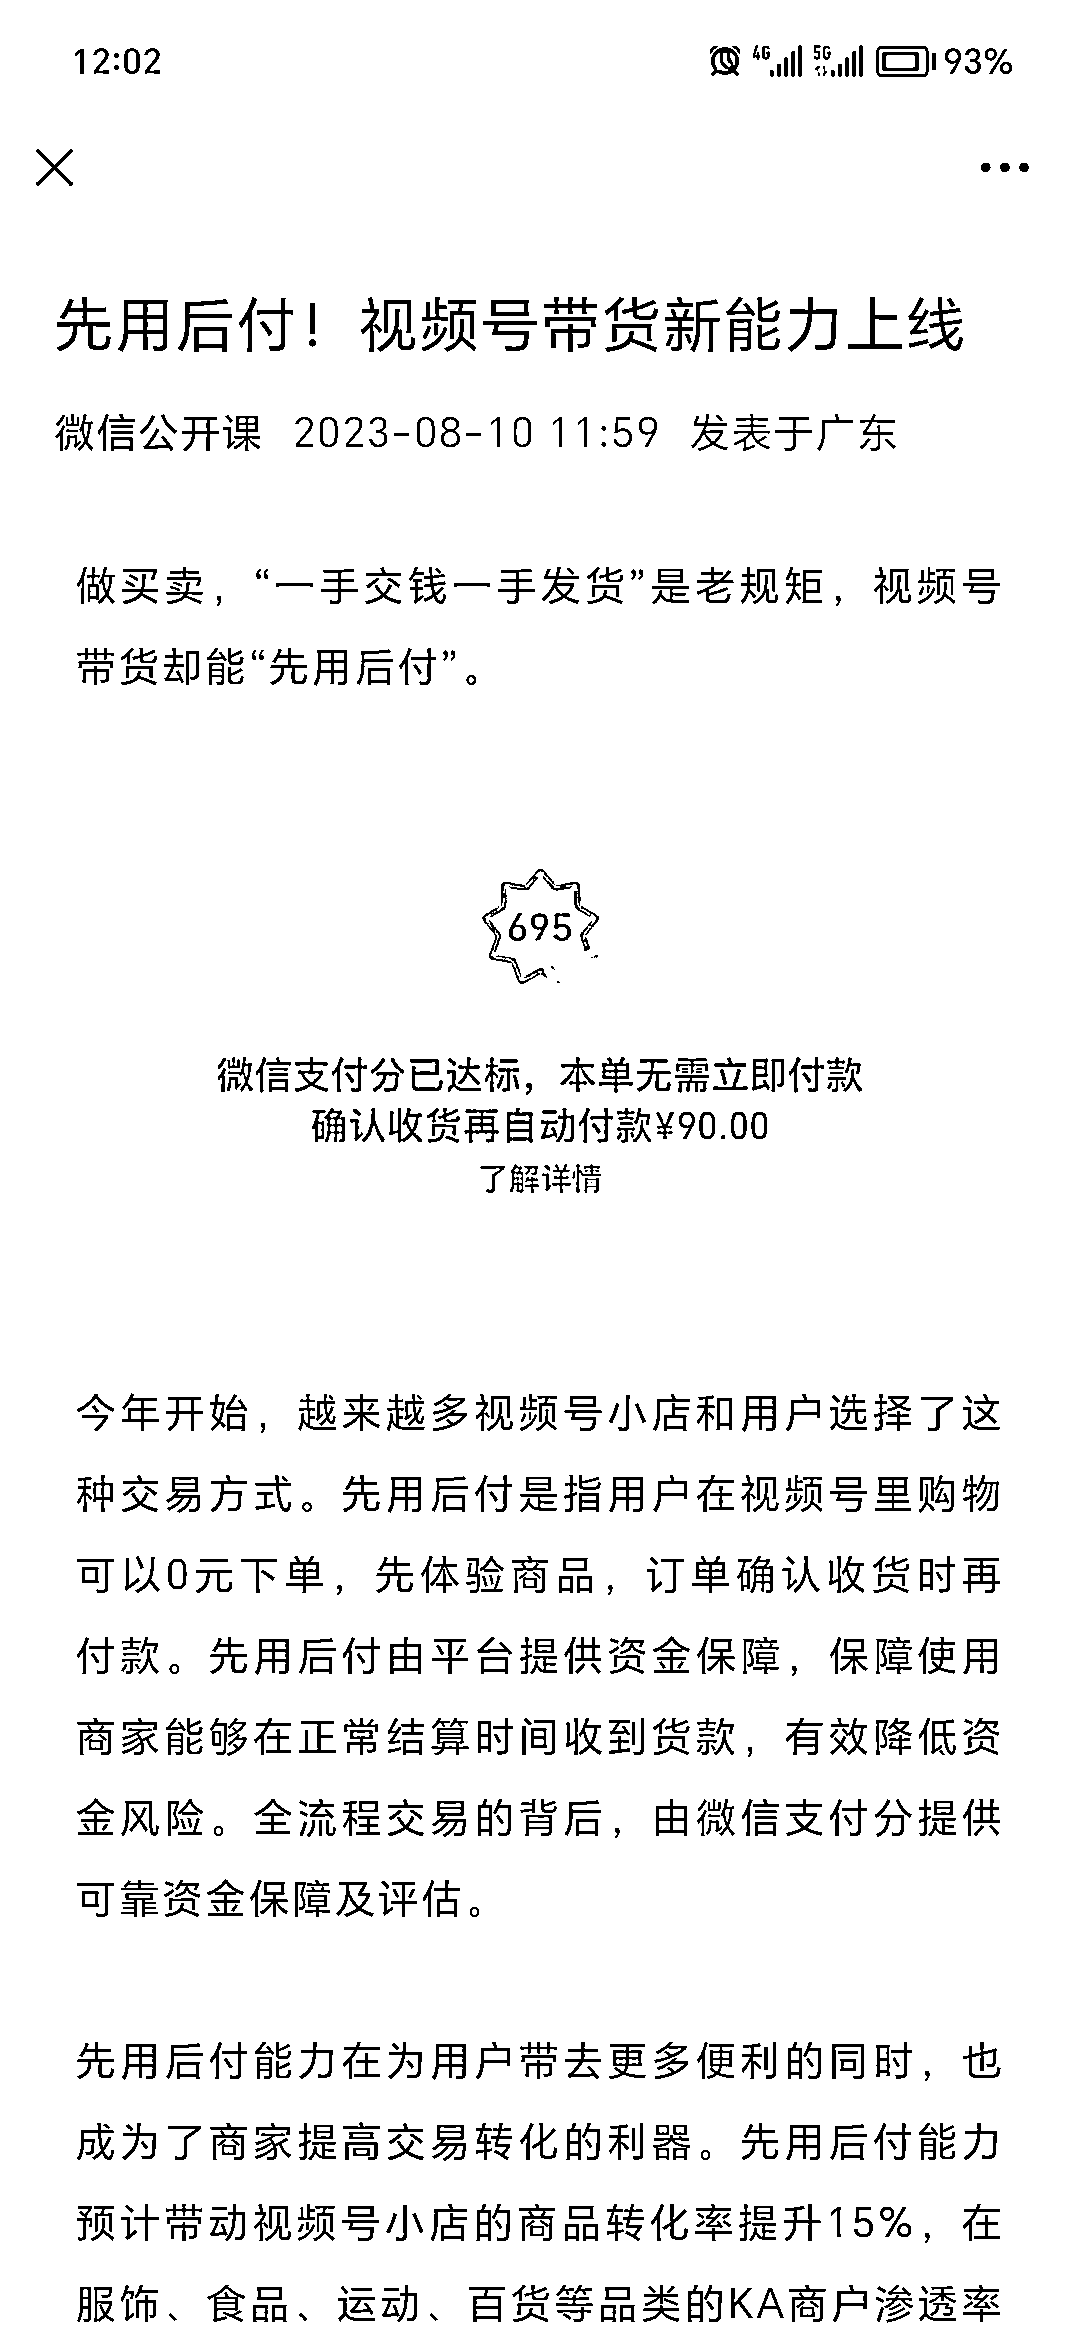 12:02
4G 5G 93%
先用后付！视频号带货新能力上线
微信公开课 2023-08-10 11:59 发表于广东
做买卖，“一手交钱一手发货”是老规矩，视频号
带货却能“先用后付”。
695
微信支付分已达标，本单无需立即付款
确认收货再自动付款¥90.00
了解详情
今年开始，越来越多视频号小店和用户选择了这
种交易方式。先用后付是指用户在视频号里购物
可以0元下单，先体验商品，订单确认收货时再
付款。先用后付由平台提供资金保障，保障使用
商家能够在正常结算时间收到货款，有效降低资
金风险。全流程交易的背后，由微信支付分提供
可靠资金保障及评估。
先用后付能力在为用户带去更多便利的同时，也
成为了商家提高交易转化的利器。先用后付能力
预计带动视频号小店的商品转化率提升15%，在
服饰、食品、运动、百货等品类的KA商户渗透率